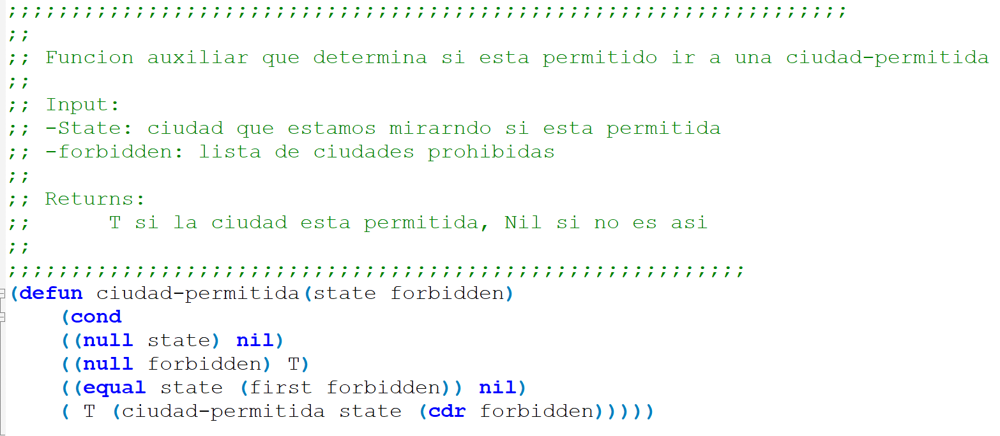 ;;;;;;;;;;;;;;;;;;;;;;;;;;;;;;;;;;;;;;;;;;;;;;;;;;;;;;;;;;;;;;;;;;
;;
;; Funcion auxiliar que determina si esta permitido ir a una ciudad-permitida
;;
;; Input:
;; -State: ciudad que estamos mirarndo si esta permitida
;; -forbidden: lista de ciudades prohibidas
;;
;; Returns:
;;      T si la ciudad esta permitida, Nil si no es asi
;;
;;;;;;;;;;;;;;;;;;;;;;;;;;;;;;;;;;;;;;;;;;;;;;;;;;;;;;;;;;
(defun ciudad-permitida(state forbidden)
    (cond
    ((null state) nil)
    ((null forbidden) T)
    ((equal state (first forbidden)) nil)
    ( T (ciudad-permitida state (cdr forbidden)))))